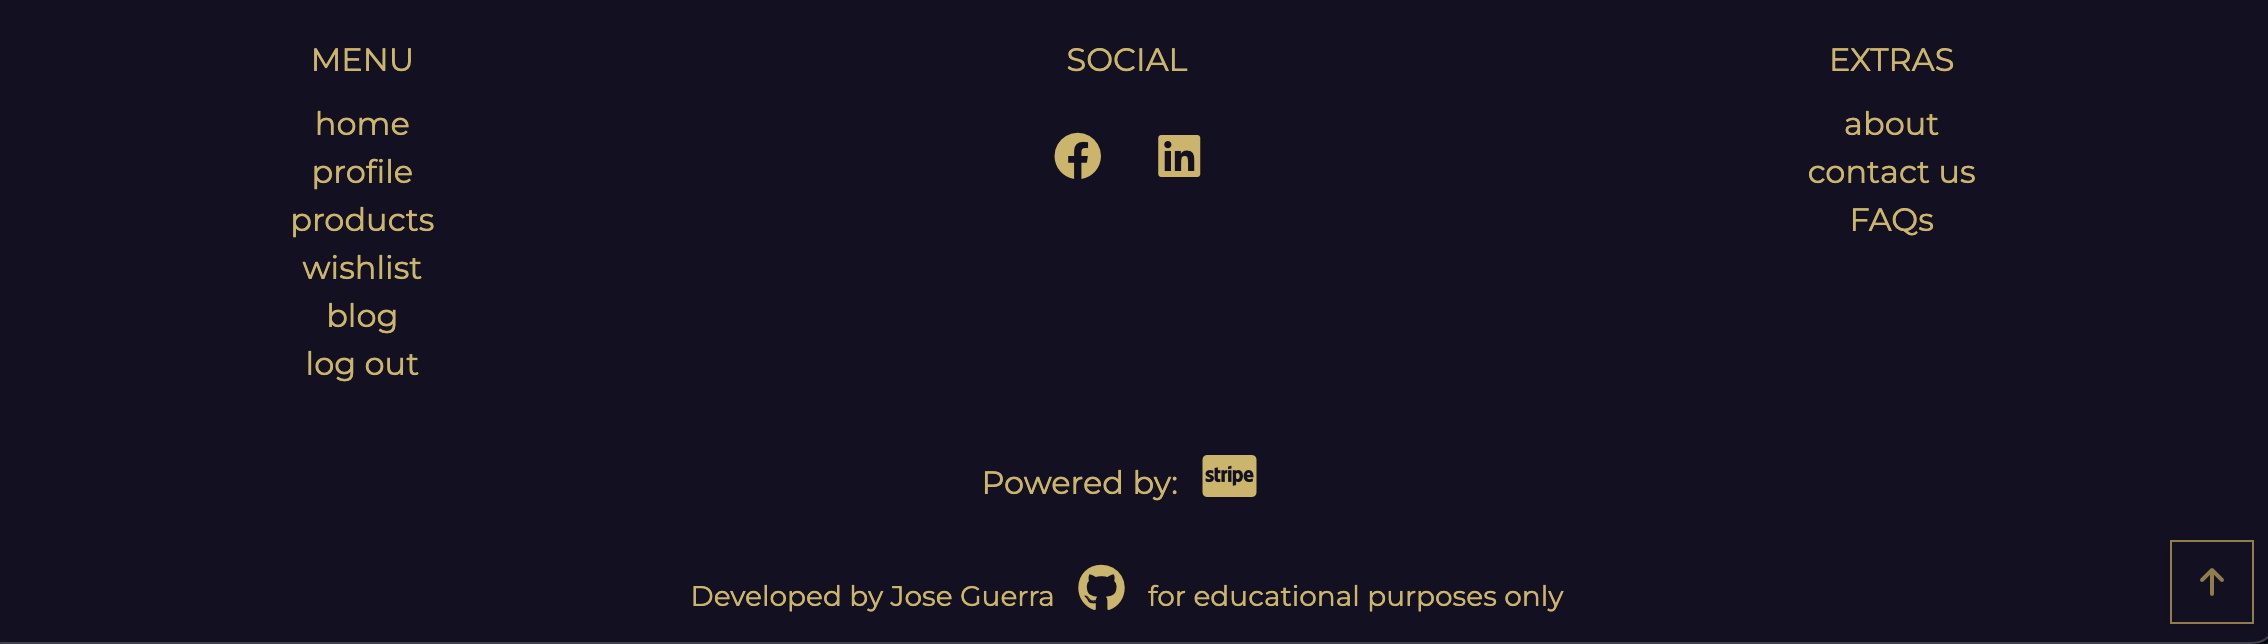 MENU
home
profile
products
wishlist
blog
log out
SOCIAL
in
EXTRAS
about
contact us
FAQs
Powered by: stripe
Developed by Jose Guerra for educational purposes only